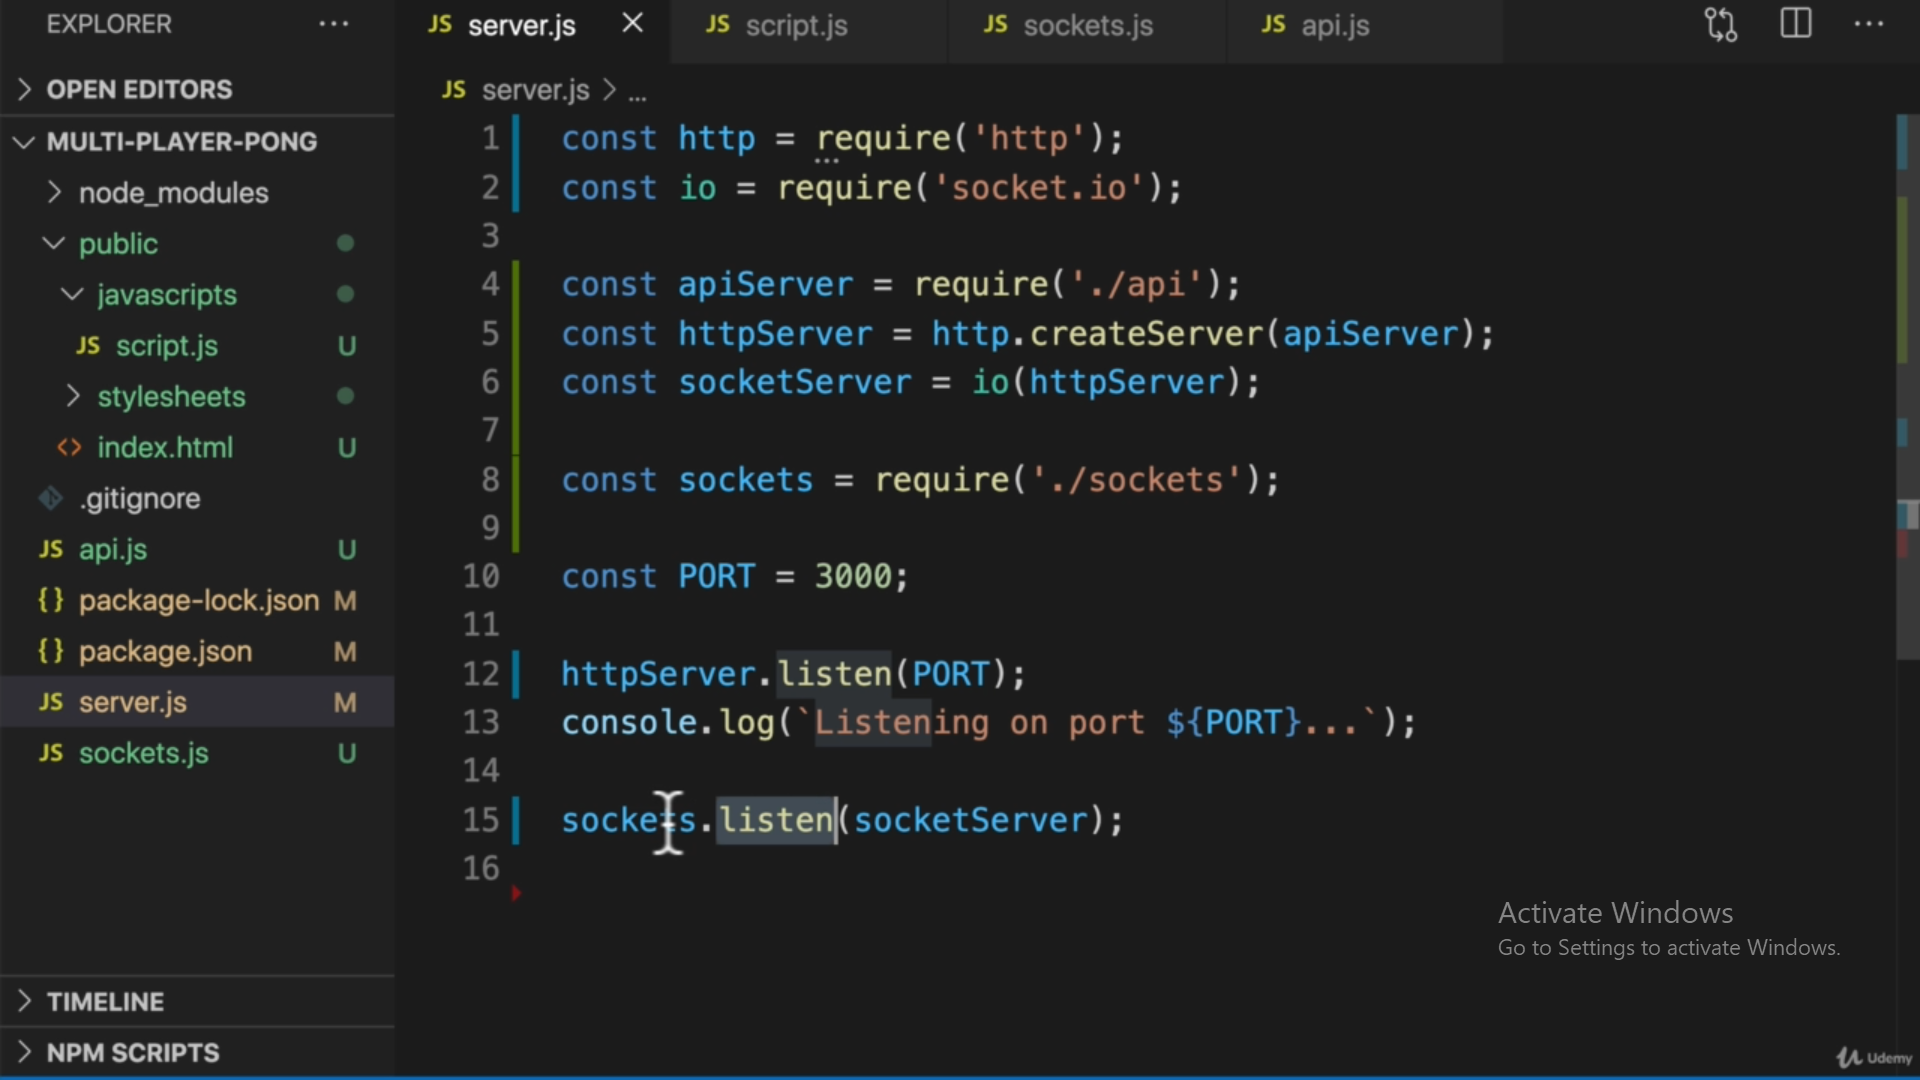 EXPLORER ...
OPEN EDITORS
MULTI-PLAYER-PONG
node_modules
public
javascripts
JS script.js U
stylesheets
<> index.html U
.gitignore
JS api.js U
{} package-lock.json M
{} package.json M
JS server.js M
JS sockets.js U
TIMELINE
NPM SCRIPTS
JS server.js JS script.js JS sockets.js JS api.js ...
JS server.js > ...
1 const http = require('http');
2 const io = require('socket.io');
3
4 const apiServer = require('./api');
5 const httpServer = http.createServer(apiServer);
6 const socketServer = io(httpServer);
7
8 const sockets = require('./sockets');
9
10 const PORT = 3000;
11
12 httpServer.listen(PORT);
13 console.log(`Listening on port ${PORT}...`);
14
15 sockets.listen(socketServer);
16
Activate Windows
Go to Settings to activate Windows.
Udemy